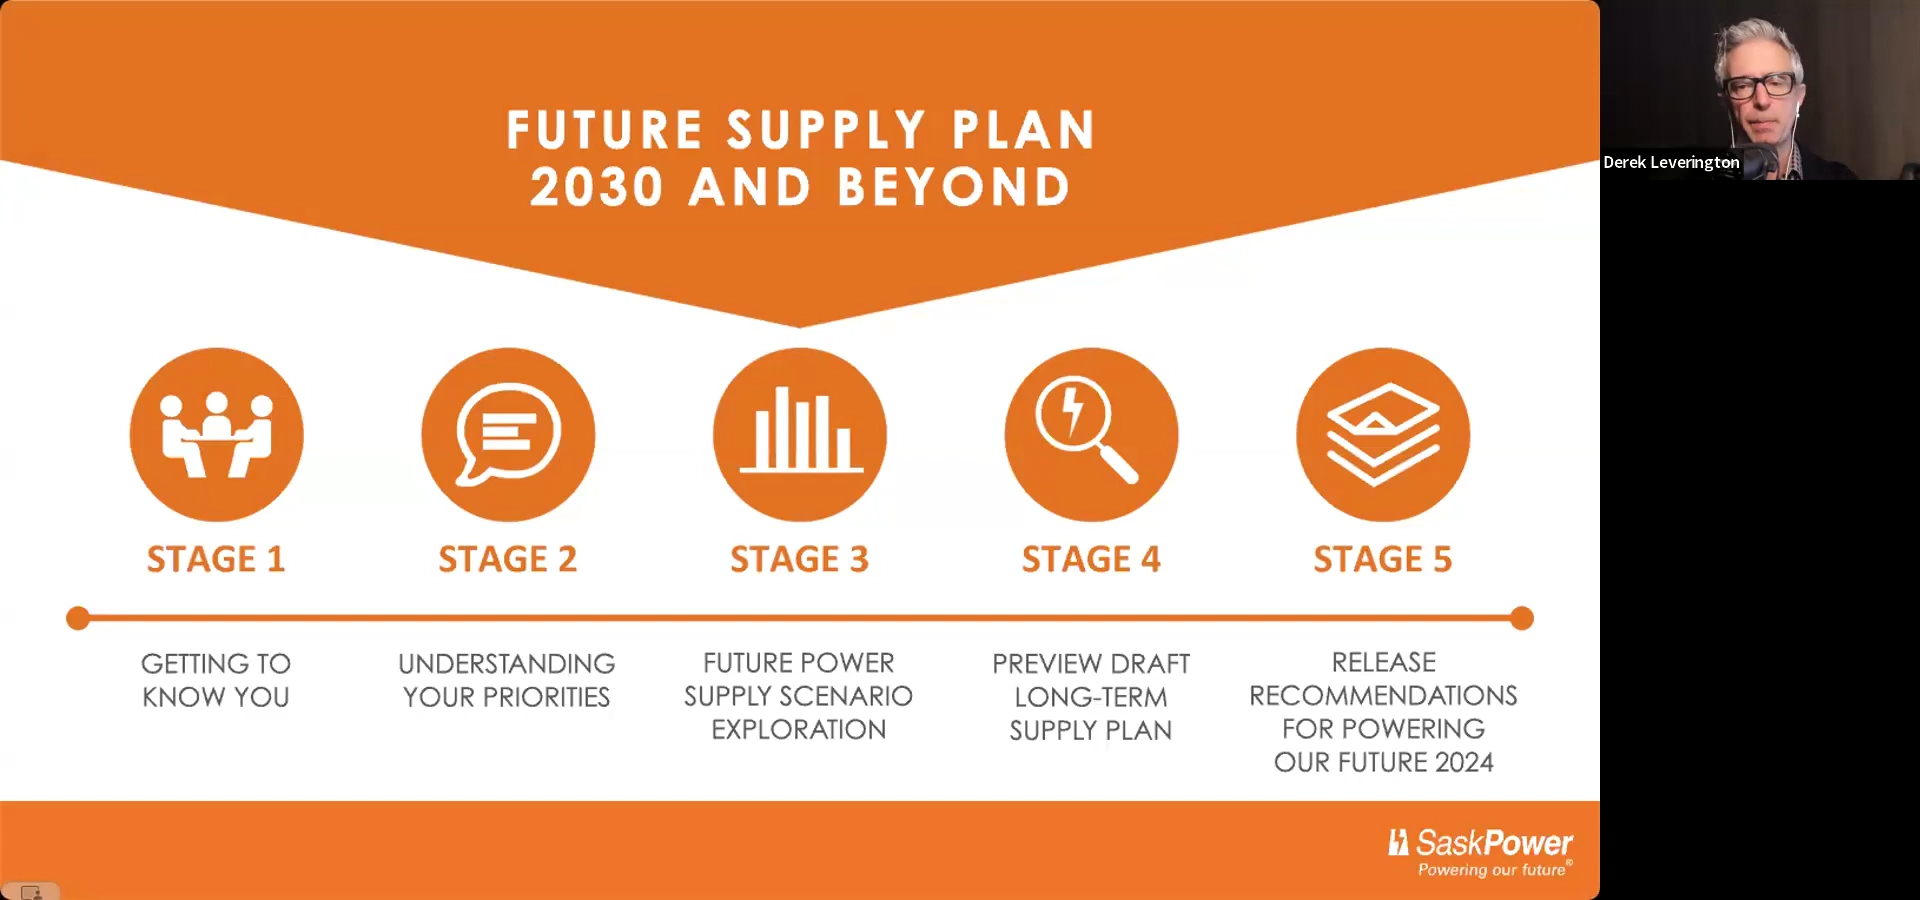 FUTURE SUPPLY PLAN
2030 AND BEYOND
Derek Leverington
STAGE 1
STAGE 2
STAGE 3
STAGE 4
STAGE 5
GETTING TO
KNOW YOU
UNDERSTANDING
YOUR PRIORITIES
FUTURE POWER
SUPPLY SCENARIO
EXPLORATION
PREVIEW DRAFT
LONG-TERM
SUPPLY PLAN
RELEASE
RECOMMENDATIONS
FOR POWERING
OUR FUTURE 2024
SaskPower
Powering our future®